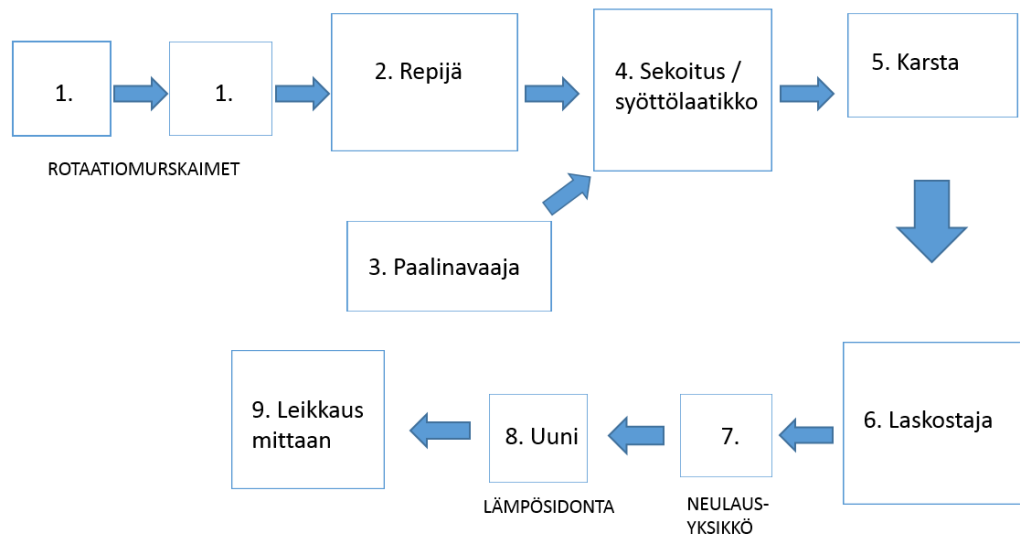 1.
1.
ROTAATIOMURSKAIMET
2. Repijä
3. Paalinavaaja
4. Sekoitus /
syöttölaatikko
5. Karsta
6. Laskostaja
7.
NEULAUS-
YKSIKKÖ
8. Uuni
LÄMPÖSIDONTA
9. Leikkaus
mittaan